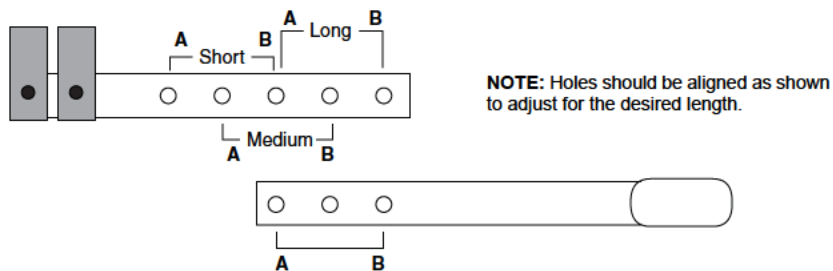 A B
Long
A B
Short
NOTE: Holes should be aligned as shown
to adjust for the desired length.
Medium
A B
A B